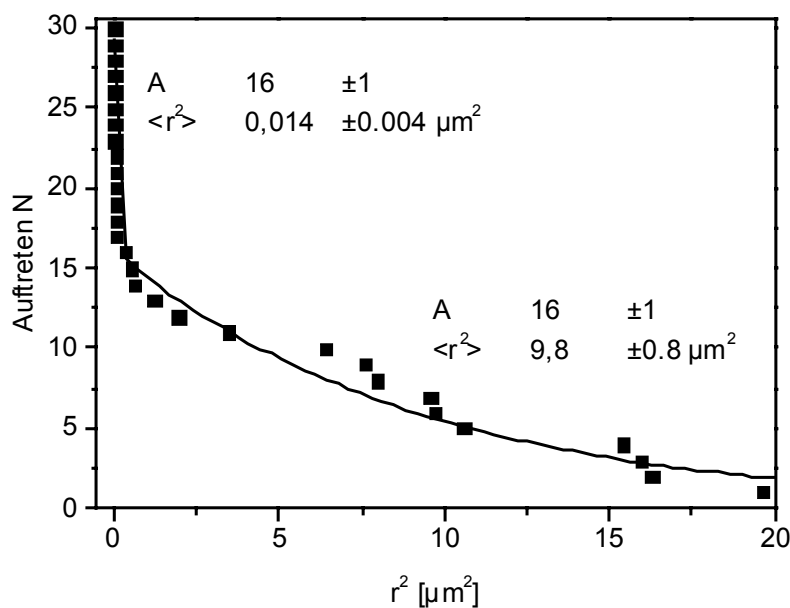 30
25
20
15
10
5
0
Auftreten N
A 16 ±1
<r²> 0,014 ±0.004 µm²
A 16 ±1
<r²> 9,8 ±0.8 µm²
0 5 10 15 20
r² [µm²]